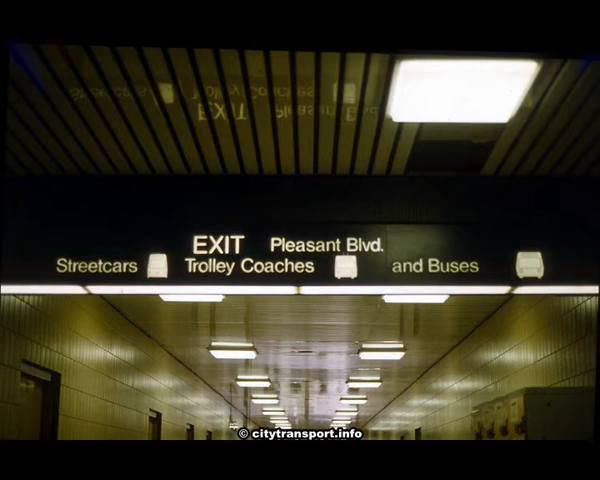 EXIT Pleasant Blvd.
Streetcars Trolley Coaches and Buses
© citytransport.info